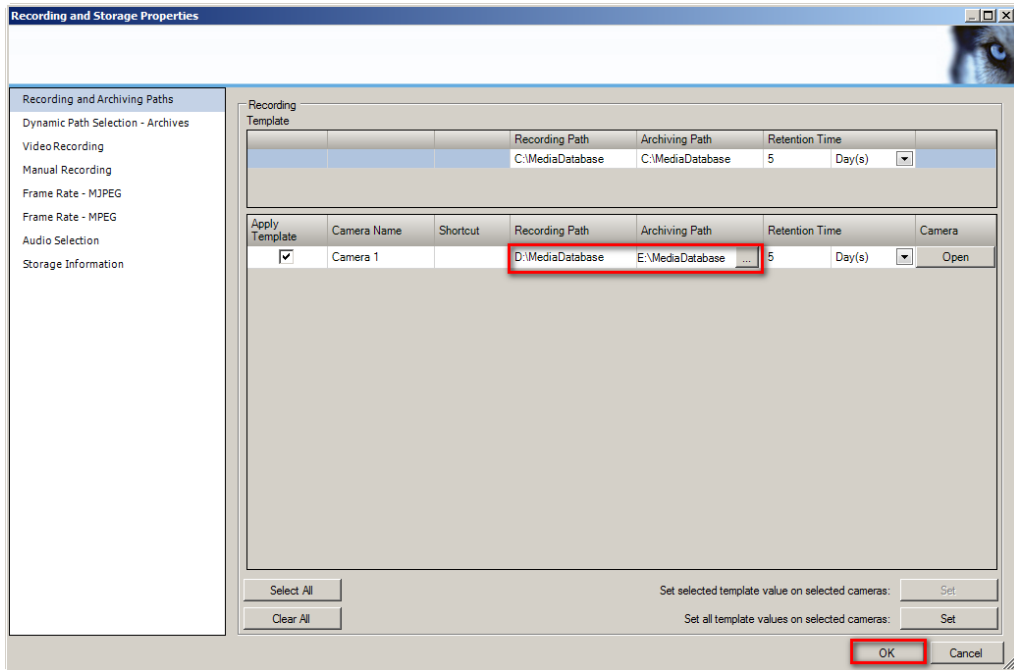 Recording and Storage Properties
Recording and Archiving Paths
Dynamic Path Selection - Archives
Video Recording
Manual Recording
Frame Rate - MJPEG
Frame Rate - MPEG
Audio Selection
Storage Information
Recording
Template
Recording Path Archiving Path Retention Time
C:\MediaDatabase C:\MediaDatabase 5 Day(s)
Apply Template Camera Name Shortcut Recording Path Archiving Path Retention Time Camera
Camera 1 D:\MediaDatabase E:\MediaDatabase ... 5 Day(s) Open
Select All Set selected template value on selected cameras: Set
Clear All Set all template values on selected cameras: Set
OK Cancel